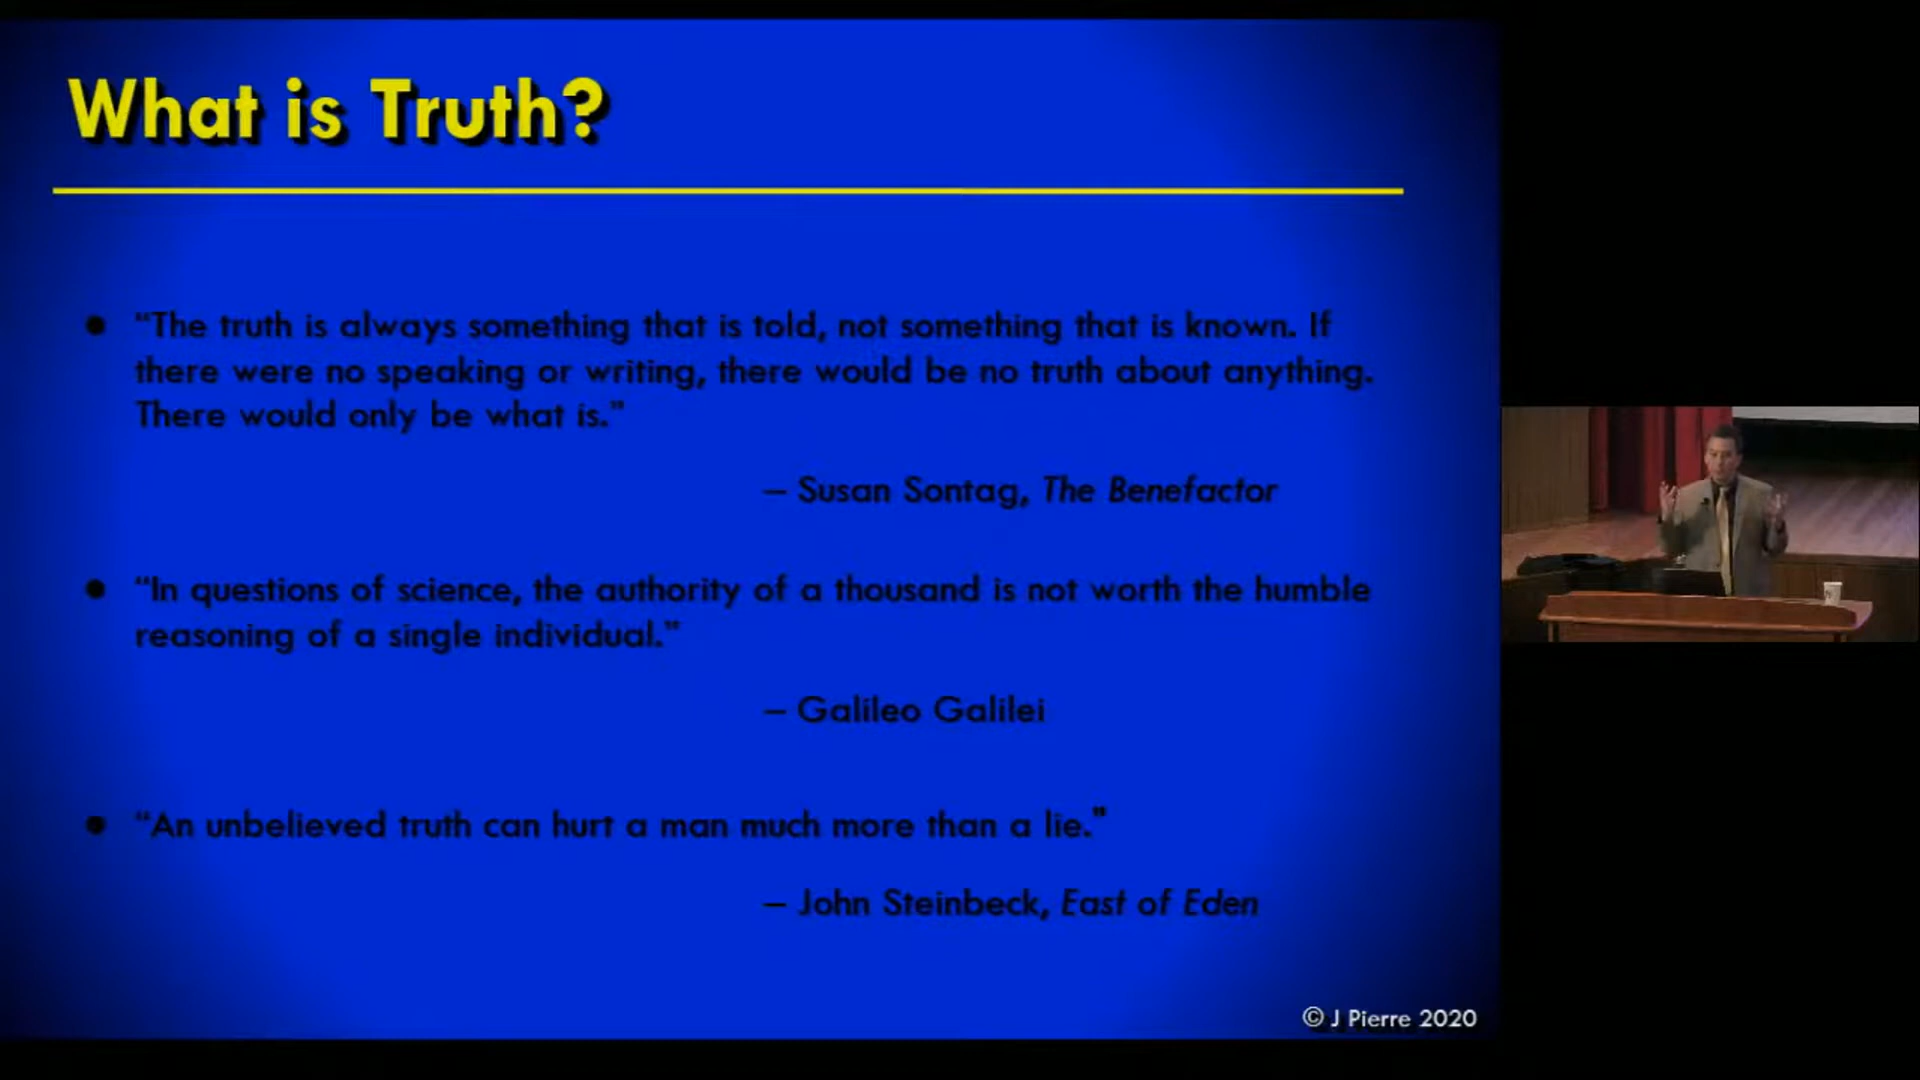 What is Truth?
● “The truth is always something that is told, not something that is known. If
there were no speaking or writing, there would be no truth about anything.
There would only be what is.”
– Susan Sontag, The Benefactor
● “In questions of science, the authority of a thousand is not worth the humble
reasoning of a single individual.”
– Galileo Galilei
● “An unbelieved truth can hurt a man much more than a lie.”
– John Steinbeck, East of Eden
© J Pierre 2020